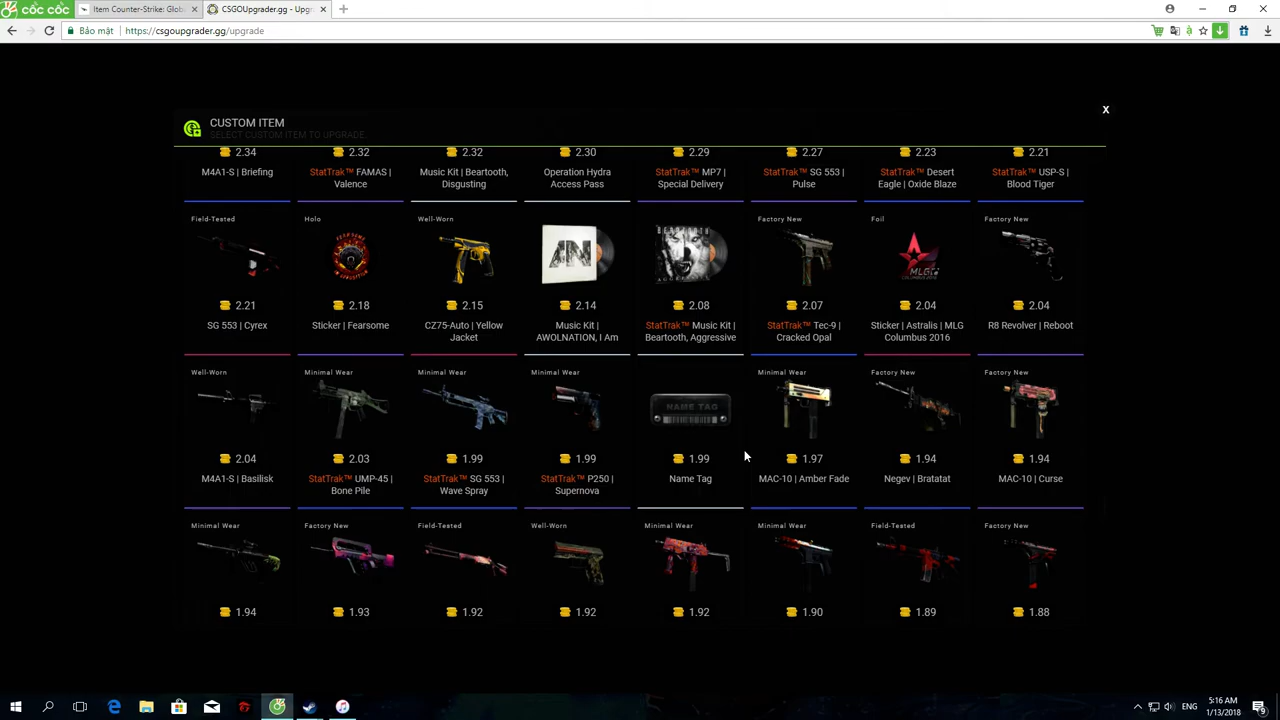 CỐC CỐC
Item Counter-Strike: Glob
CSGOUpgrader.gg - Upgr
Bảo mật
https://csgoupgrader.gg/upgrade
CUSTOM ITEM
SELECT CUSTOM ITEM TO UPGRADE.
X
2.34 2.32 2.32 2.30 2.29 2.27 2.23 2.21
M4A1-S | Briefing
StatTrak™ FAMAS |
Valence
Music Kit | Beartooth,
Disgusting
Operation Hydra
Access Pass
StatTrak™ MP7 |
Special Delivery
StatTrak™ SG 553 |
Pulse
StatTrak™ Desert
Eagle | Oxide Blaze
StatTrak™ USP-S |
Blood Tiger
Field-Tested
2.21
SG 553 | Cyrex
Holo
2.18
Sticker | Fearsome
Well-Worn
2.15
CZ75-Auto | Yellow
Jacket
2.14
Music Kit |
AWOLNATION, I Am
BEARTOOTH
2.08
StatTrak™ Music Kit |
Beartooth, Aggressive
Factory New
2.07
StatTrak™ Tec-9 |
Cracked Opal
Foil
MLG
2.04
Sticker | Astralis | MLG
Columbus 2016
Factory New
2.04
R8 Revolver | Reboot
Well-Worn
2.04
M4A1-S | Basilisk
Minimal Wear
2.03
StatTrak™ UMP-45 |
Bone Pile
Minimal Wear
1.99
StatTrak™ SG 553 |
Wave Spray
Minimal Wear
1.99
StatTrak™ P250 |
Supernova
NAME TAG
1.99
Name Tag
Minimal Wear
1.97
MAC-10 | Amber Fade
Factory New
1.94
Negev | Bratatat
Factory New
1.94
MAC-10 | Curse
Minimal Wear
1.94
Factory New
1.93
Field-Tested
1.92
Well-Worn
1.92
Minimal Wear
1.92
Minimal Wear
1.90
Field-Tested
1.89
Factory New
1.88
ENG
5:16 AM
1/13/2018